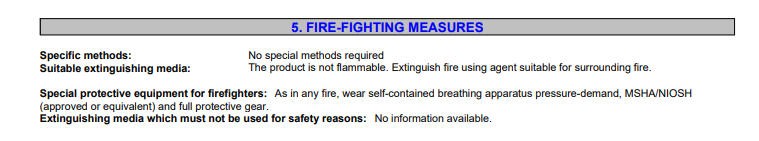 5. FIRE-FIGHTING MEASURES
Specific methods: No special methods required
Suitable extinguishing media: The product is not flammable. Extinguish fire using agent suitable for surrounding fire.
Special protective equipment for firefighters: As in any fire, wear self-contained breathing apparatus pressure-demand, MSHA/NIOSH
(approved or equivalent) and full protective gear.
Extinguishing media which must not be used for safety reasons: No information available.